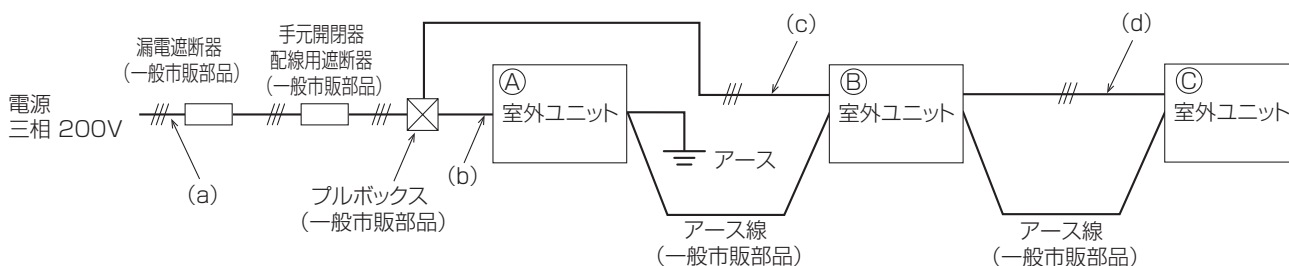 漏電遮断器
(一般市販部品)
手元開閉器
配線用遮断器
(一般市販部品)
(c)
(d)
電源
三相 200V
Ⓐ
室外ユニット
Ⓑ
室外ユニット
Ⓒ
室外ユニット
アース
(a)
(b)
プルボックス
(一般市販部品)
アース線
(一般市販部品)
アース線
(一般市販部品)